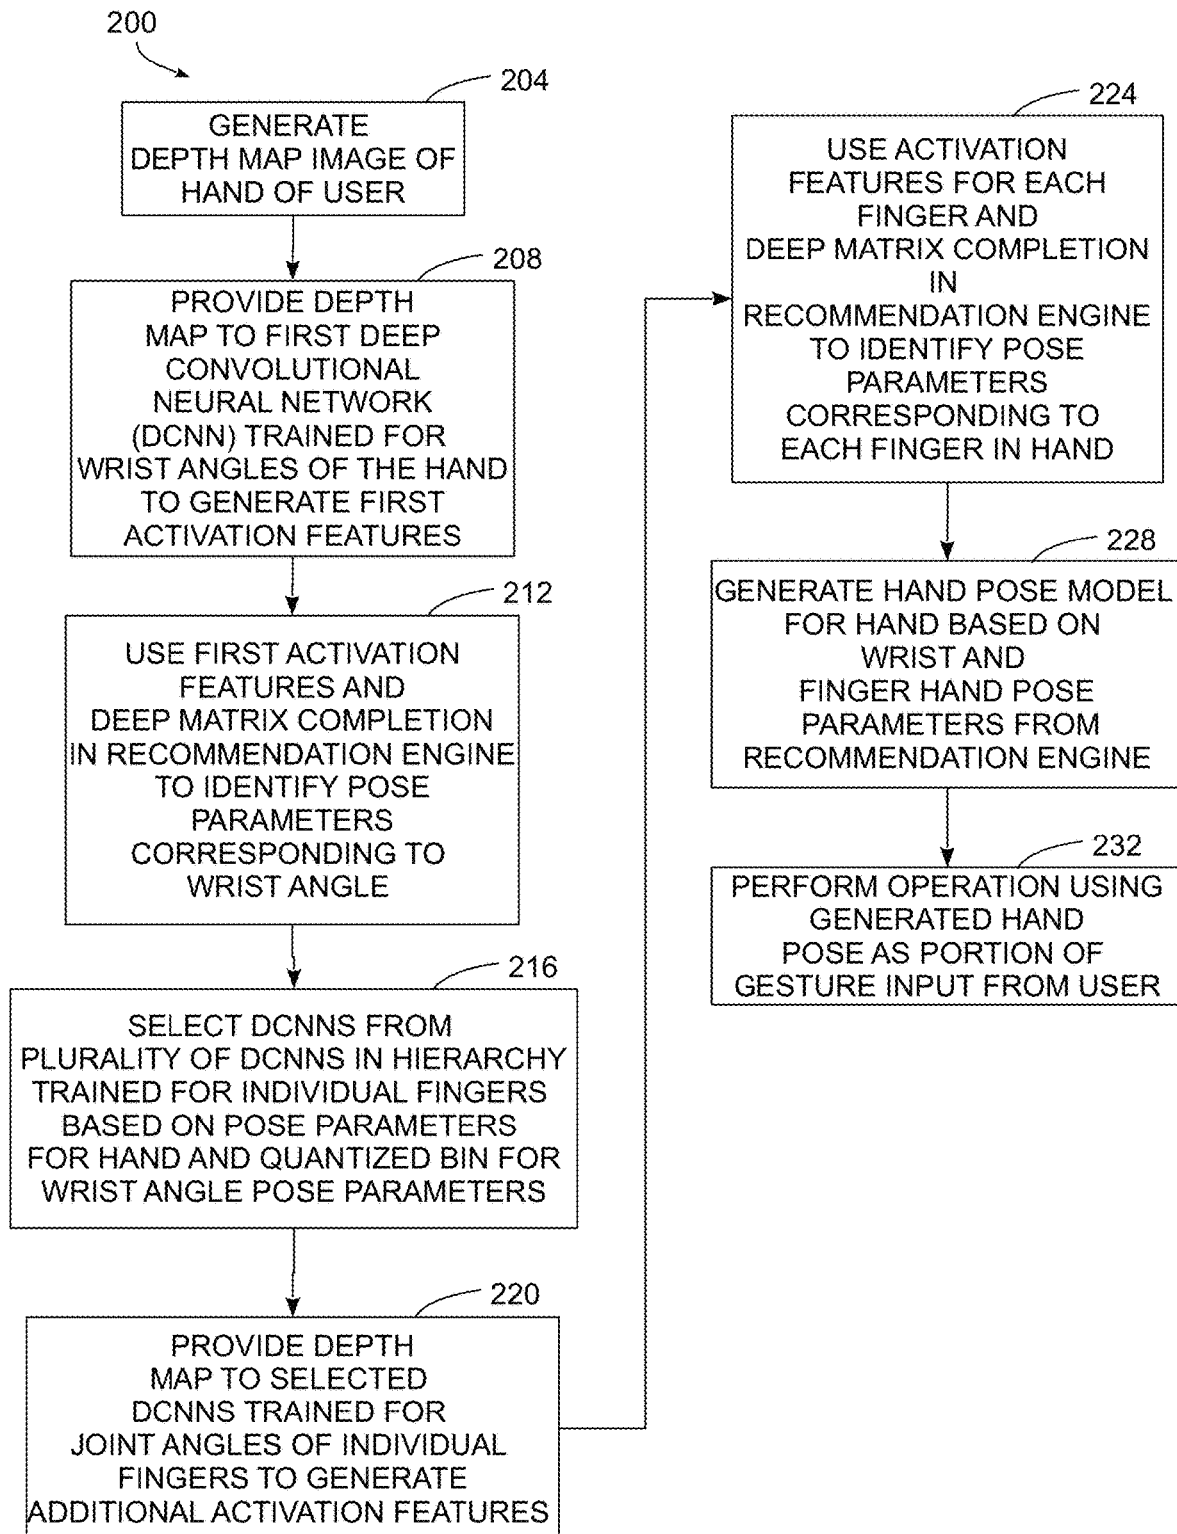 200
204
GENERATE
DEPTH MAP IMAGE OF
HAND OF USER
208
PROVIDE DEPTH
MAP TO FIRST DEEP
CONVOLUTIONAL
NEURAL NETWORK
(DCNN) TRAINED FOR
WRIST ANGLES OF THE HAND
TO GENERATE FIRST
ACTIVATION FEATURES
212
USE FIRST ACTIVATION
FEATURES AND
DEEP MATRIX COMPLETION
IN RECOMMENDATION ENGINE
TO IDENTIFY POSE
PARAMETERS
CORRESPONDING TO
WRIST ANGLE
216
SELECT DCNNS FROM
PLURALITY OF DCNNS IN HIERARCHY
TRAINED FOR INDIVIDUAL FINGERS
BASED ON POSE PARAMETERS
FOR HAND AND QUANTIZED BIN FOR
WRIST ANGLE POSE PARAMETERS
220
PROVIDE DEPTH
MAP TO SELECTED
DCNNS TRAINED FOR
JOINT ANGLES OF INDIVIDUAL
FINGERS TO GENERATE
ADDITIONAL ACTIVATION FEATURES
224
USE ACTIVATION
FEATURES FOR EACH
FINGER AND
DEEP MATRIX COMPLETION
IN
RECOMMENDATION ENGINE
TO IDENTIFY POSE
PARAMETERS
CORRESPONDING TO
EACH FINGER IN HAND
228
GENERATE HAND POSE MODEL
FOR HAND BASED ON
WRIST AND
FINGER HAND POSE
PARAMETERS FROM
RECOMMENDATION ENGINE
232
PERFORM OPERATION USING
GENERATED HAND
POSE AS PORTION OF
GESTURE INPUT FROM USER